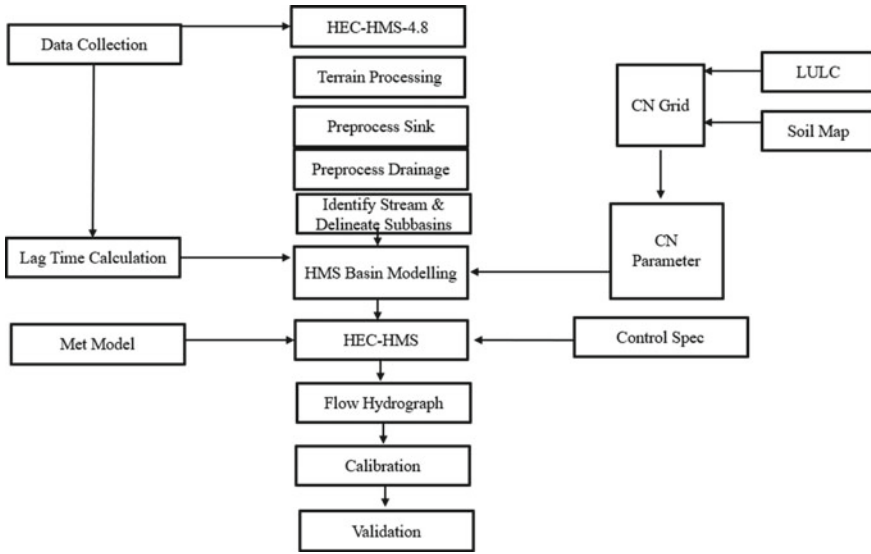 HEC-HMS-4.8
Data Collection
Terrain Processing
LULC
CN Grid
Preprocess Sink
Soil Map
Preprocess Drainage
Identify Stream &
Delineate Subbasins
CN
Parameter
Lag Time Calculation
HMS Basin Modelling
Met Model
HEC-HMS
Control Spec
Flow Hydrograph
Calibration
Validation